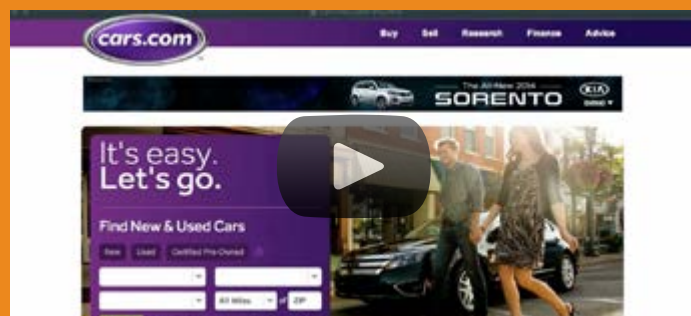 cars.com
Buy Sell Research Finance Advice
The All-New 2014
SORENTO
KIA
It's easy.
Let's go.
Find New & Used Cars
New Used Certified Pre-Owned
All Miles of ZIP